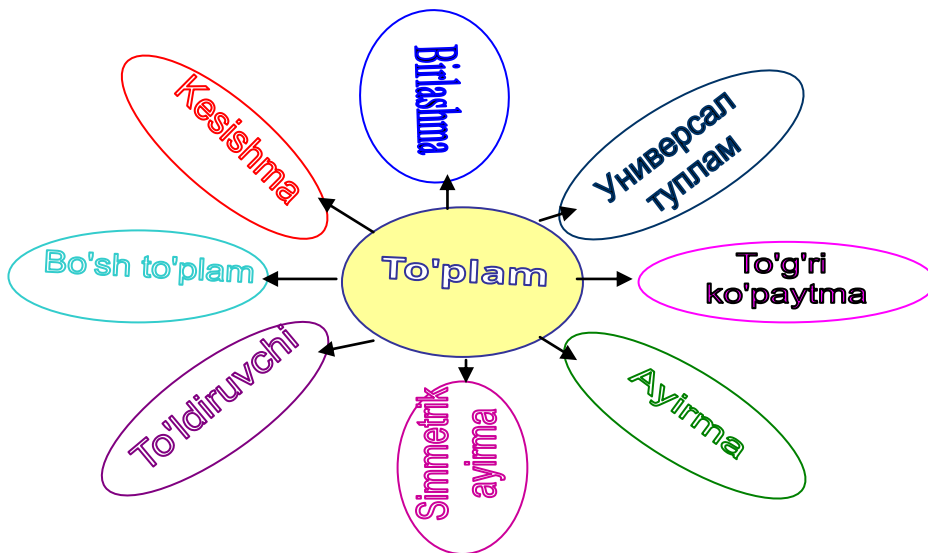 Birlashma
Kesishma
Универсал
туплам
Bo'sh to'plam
To'plam
To'g'ri
ko'paytma
To'ldiruvchi
Simmetrik
ayirma
Ayirma